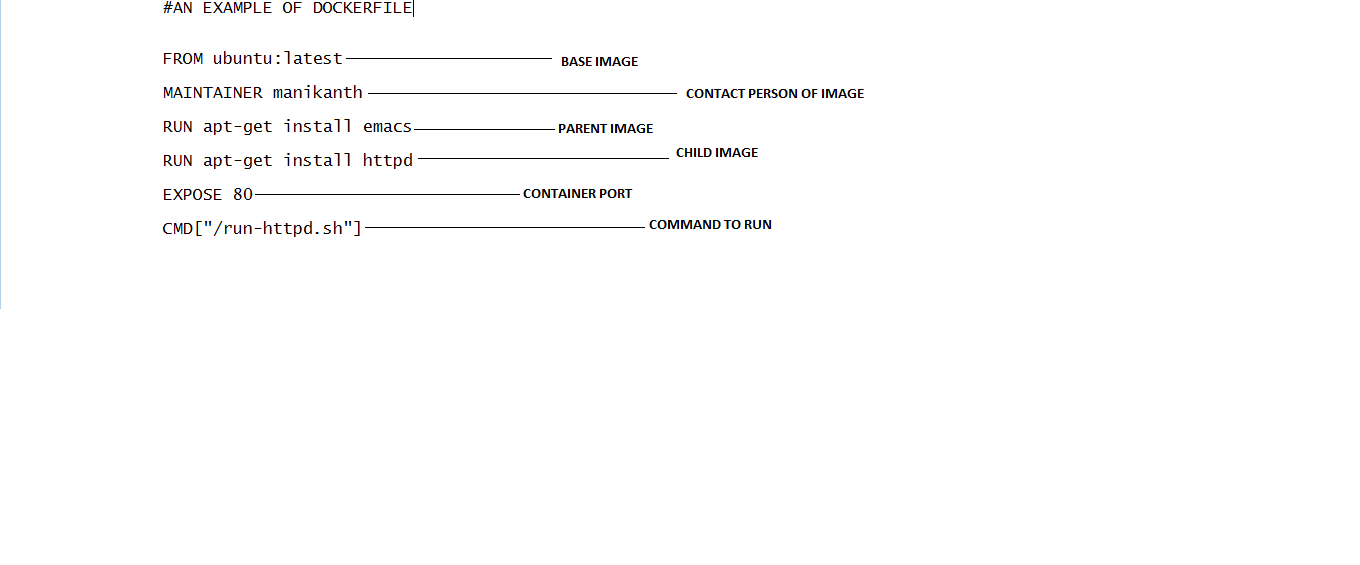 #AN EXAMPLE OF DOCKERFILE
FROM ubuntu:latest BASE IMAGE
MAINTAINER manikanth CONTACT PERSON OF IMAGE
RUN apt-get install emacs PARENT IMAGE
RUN apt-get install httpd CHILD IMAGE
EXPOSE 80 CONTAINER PORT
CMD["/run-httpd.sh"] COMMAND TO RUN